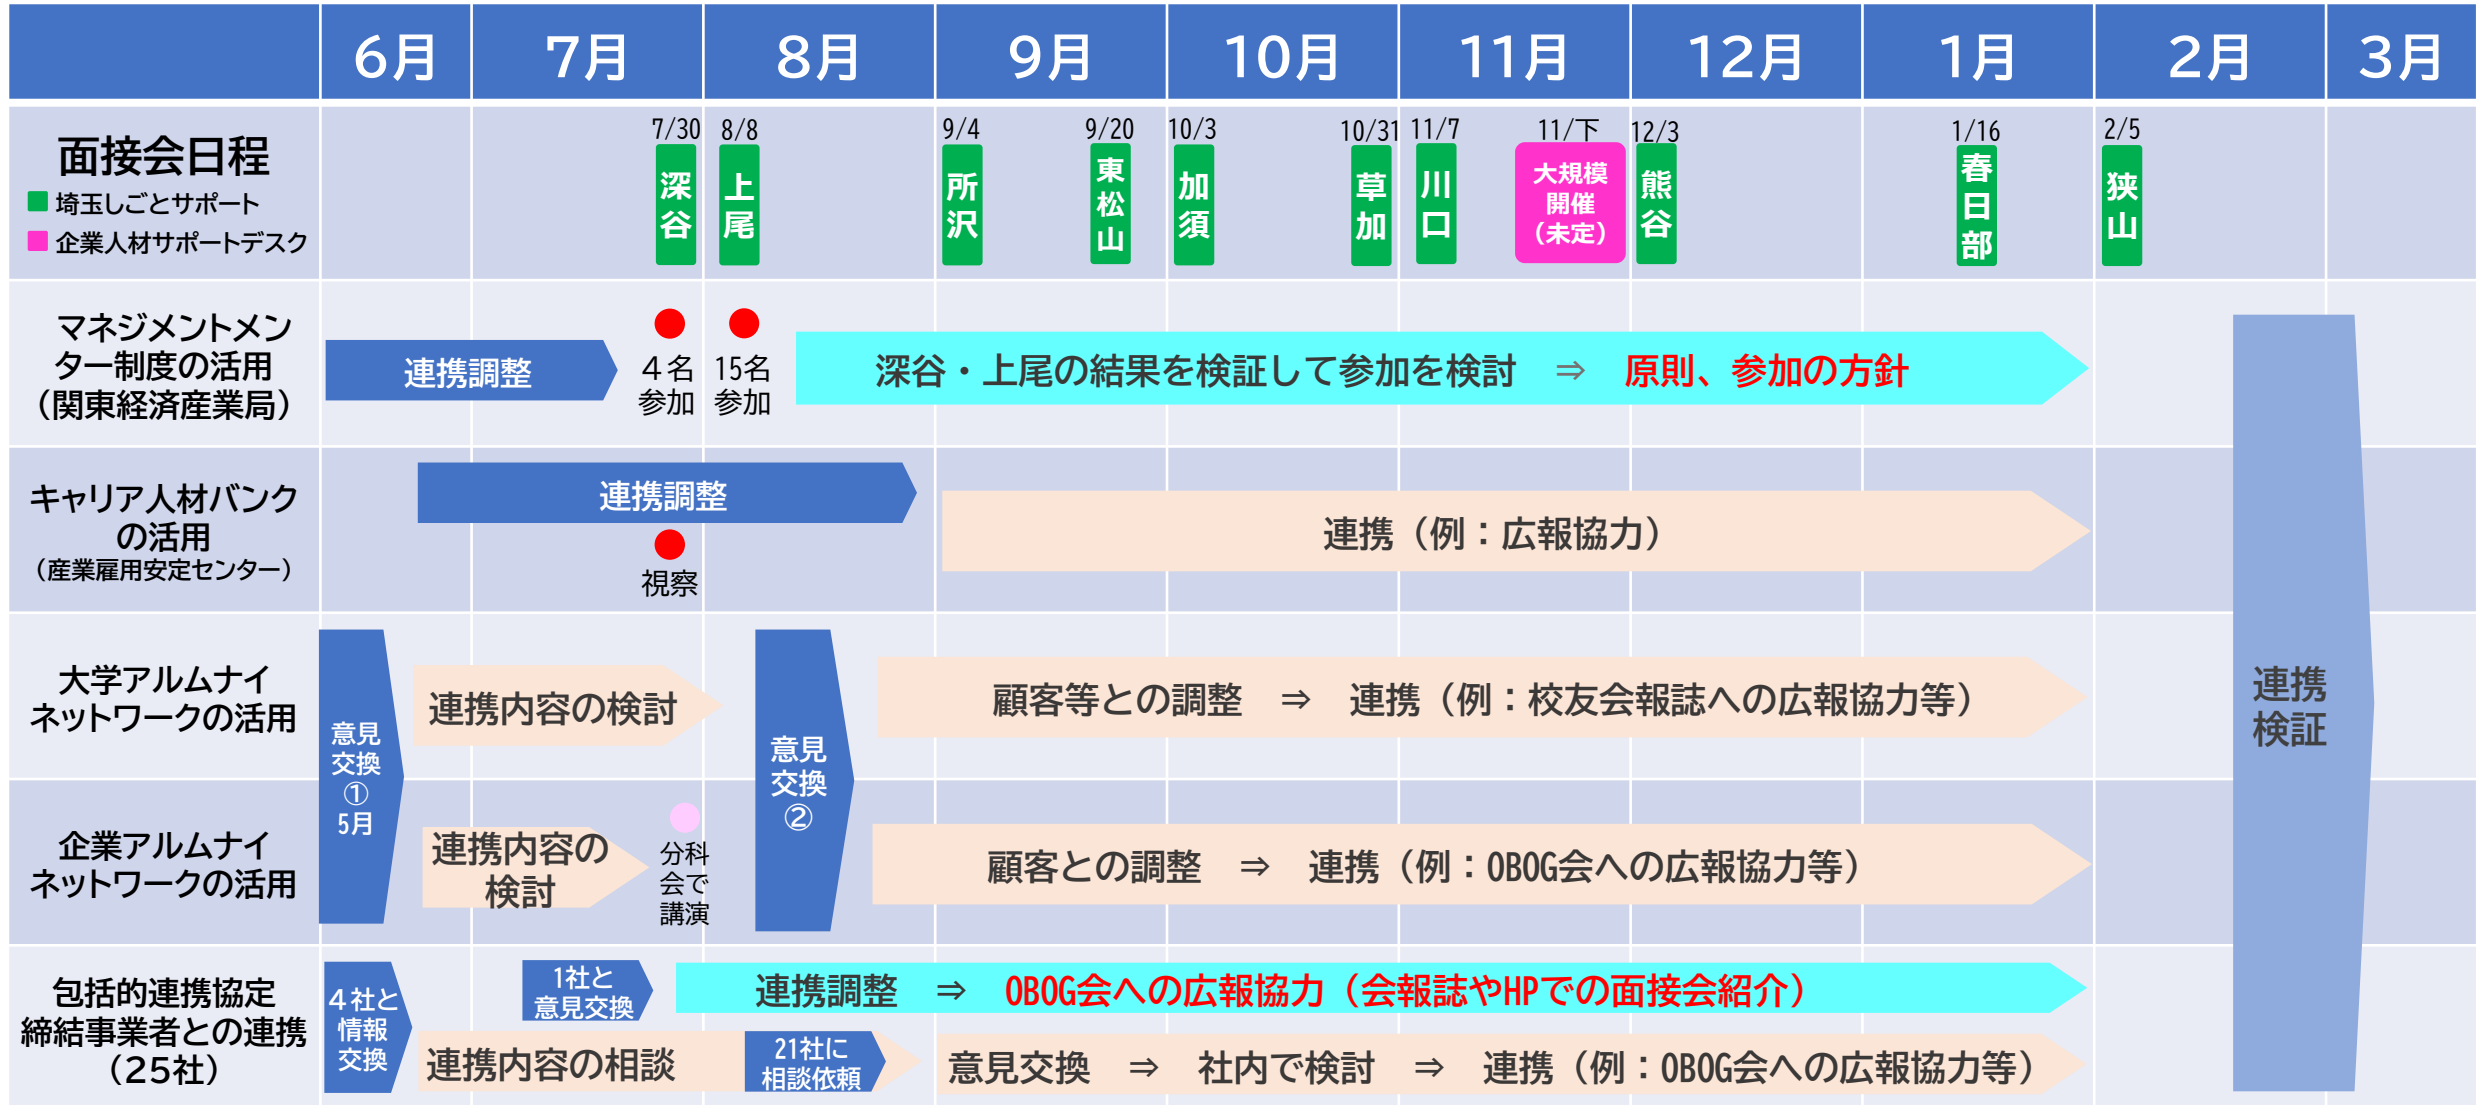 6月
7月
8月
9月
10月
11月
12月
1月
2月
3月
面接会日程
埼玉しごとサポート
企業人材サポートデスク
7/30
深谷
8/8
上尾
9/4
所沢
9/20
東松山
10/3
加須
10/31
草加
11/7
川口
11/下
大規模
開催
（未定）
12/3
熊谷
1/16
春日部
2/5
狭山
マネジメントメン
ター制度の活用
（関東経済産業局）
連携調整
４名
参加
15名
参加
深谷・上尾の結果を検証して参加を検討　⇒　原則、参加の方針
キャリア人材バンク
の活用
（産業雇用安定センター）
連携調整
視察
連携（例：広報協力）
大学アルムナイ
ネットワークの活用
意見
交換
①
5月
連携内容の検討
意見
交換
②
顧客等との調整　⇒　連携（例：校友会報誌への広報協力等）
企業アルムナイ
ネットワークの活用
連携内容の
検討
分科
会で
講演
顧客との調整　⇒　連携（例：OBOG会への広報協力等）
包括的連携協定
締結事業者との連携
（25社）
４社と
情報
交換
1社と
意見交換
連携調整　⇒　OBOG会への広報協力（会報誌やHPでの面接会紹介）
連携内容の相談
21社に
相談依頼
意見交換　⇒　社内で検討　⇒　連携（例：OBOG会への広報協力等）
連携
検証